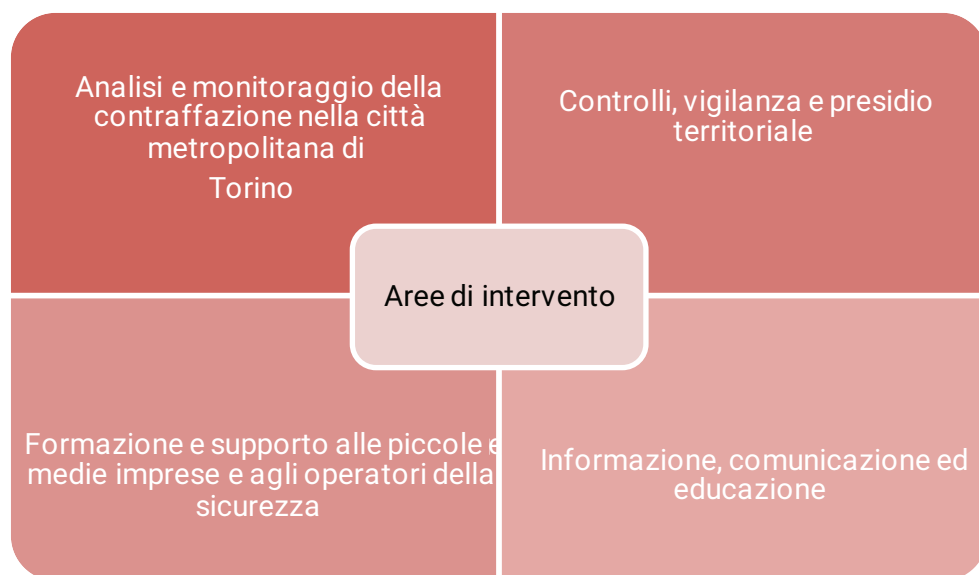 Analisi e monitoraggio della
contraffazione nella città
metropolitana di
Torino
Controlli, vigilanza e presidio
territoriale
Aree di intervento
Formazione e supporto alle piccole e
medie imprese e agli operatori della
sicurezza
Informazione, comunicazione ed
educazione